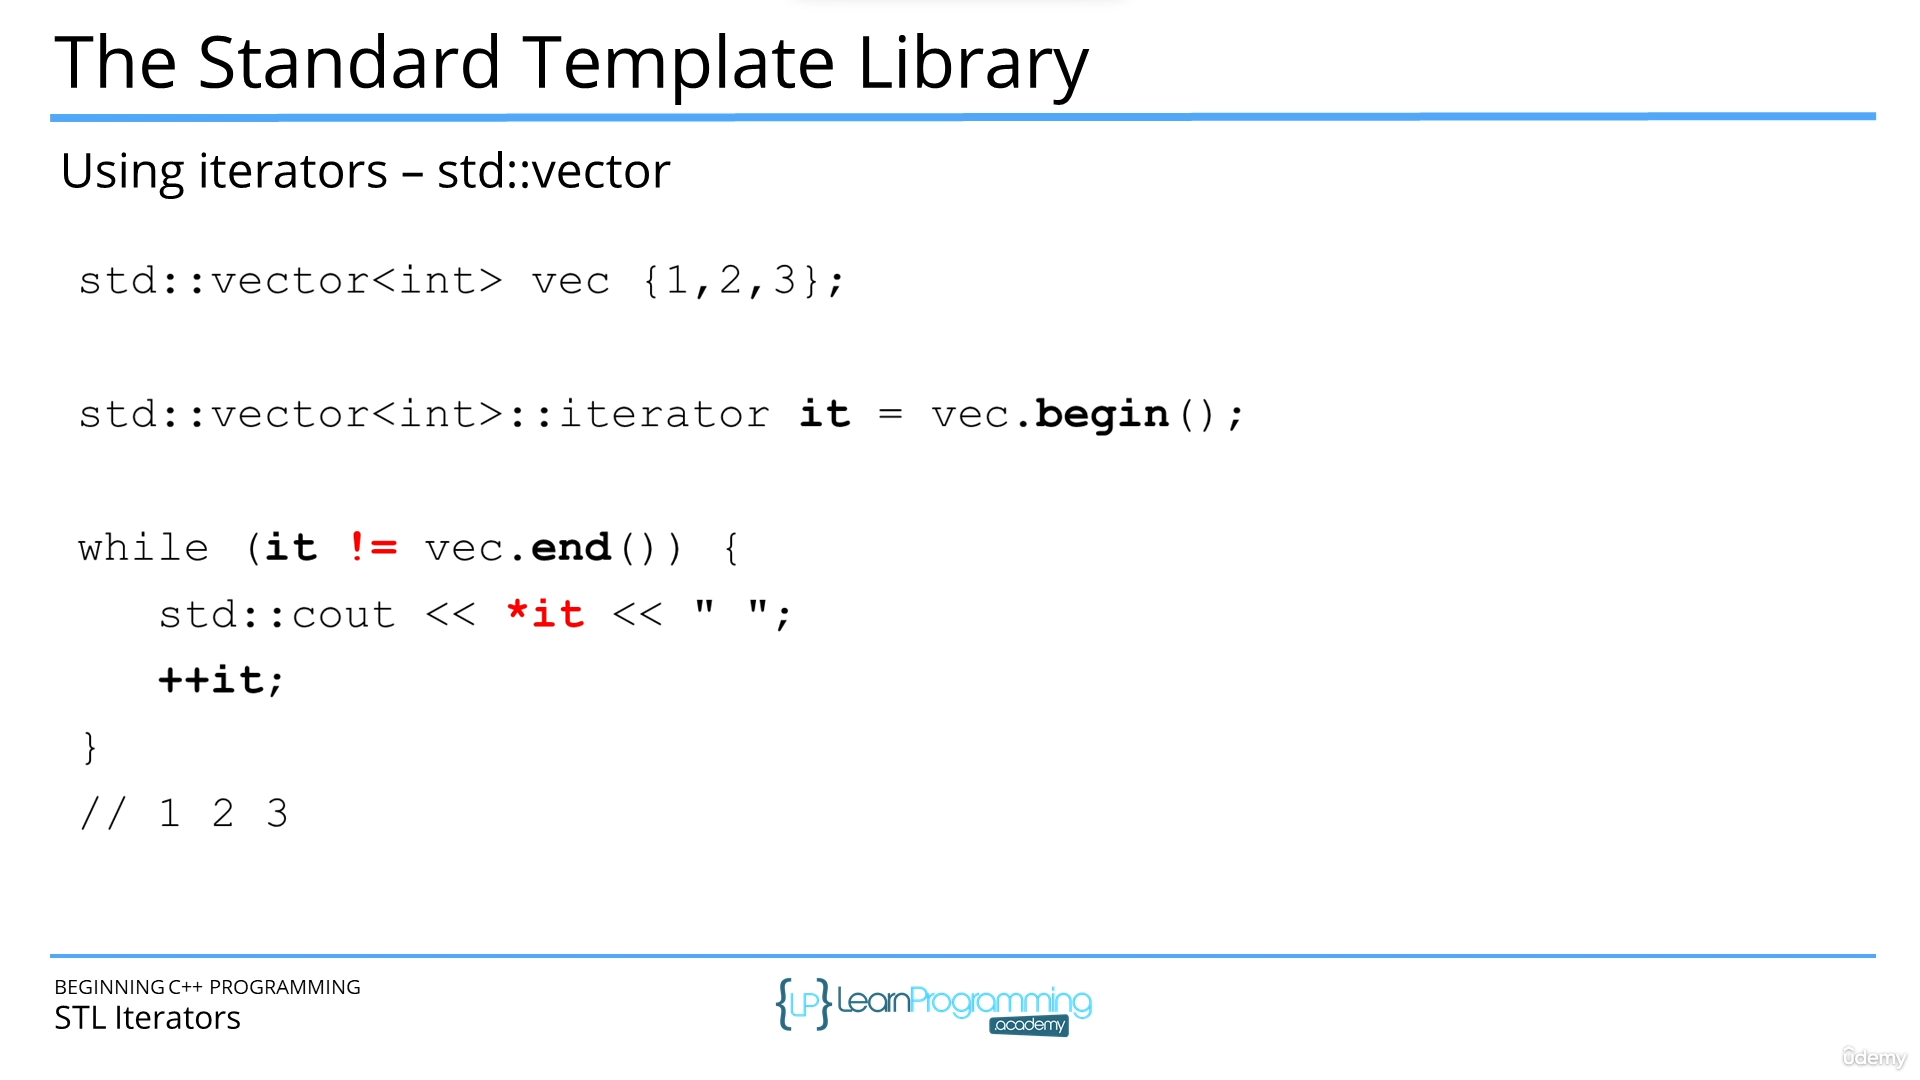 The Standard Template Library
Using iterators – std::vector
std::vector<int> vec {1,2,3};
std::vector<int>::iterator it = vec.begin();
while (it != vec.end()) {
   std::cout << *it << " ";
   ++it;
}
// 1 2 3
BEGINNING C++ PROGRAMMING
STL Iterators
{LP} LearnProgramming
.academy
ûdemy